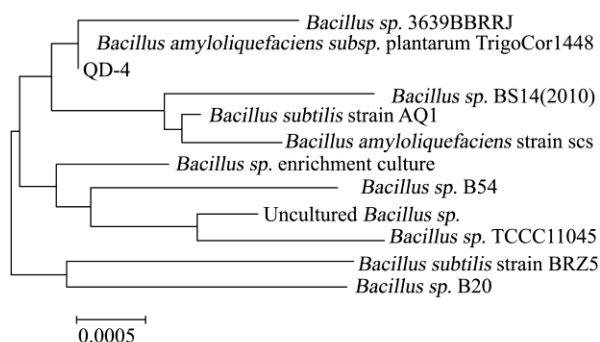 Bacillus sp. 3639BBRRJ
Bacillus amyloliquefaciens subsp. plantarum TrigoCor1448
QD-4
Bacillus sp. BS14(2010)
Bacillus subtilis strain AQ1
Bacillus amyloliquefaciens strain scs
Bacillus sp. enrichment culture
Bacillus sp. B54
Uncultured Bacillus sp.
Bacillus sp. TCCC11045
Bacillus subtilis strain BRZ5
Bacillus sp. B20
0.0005